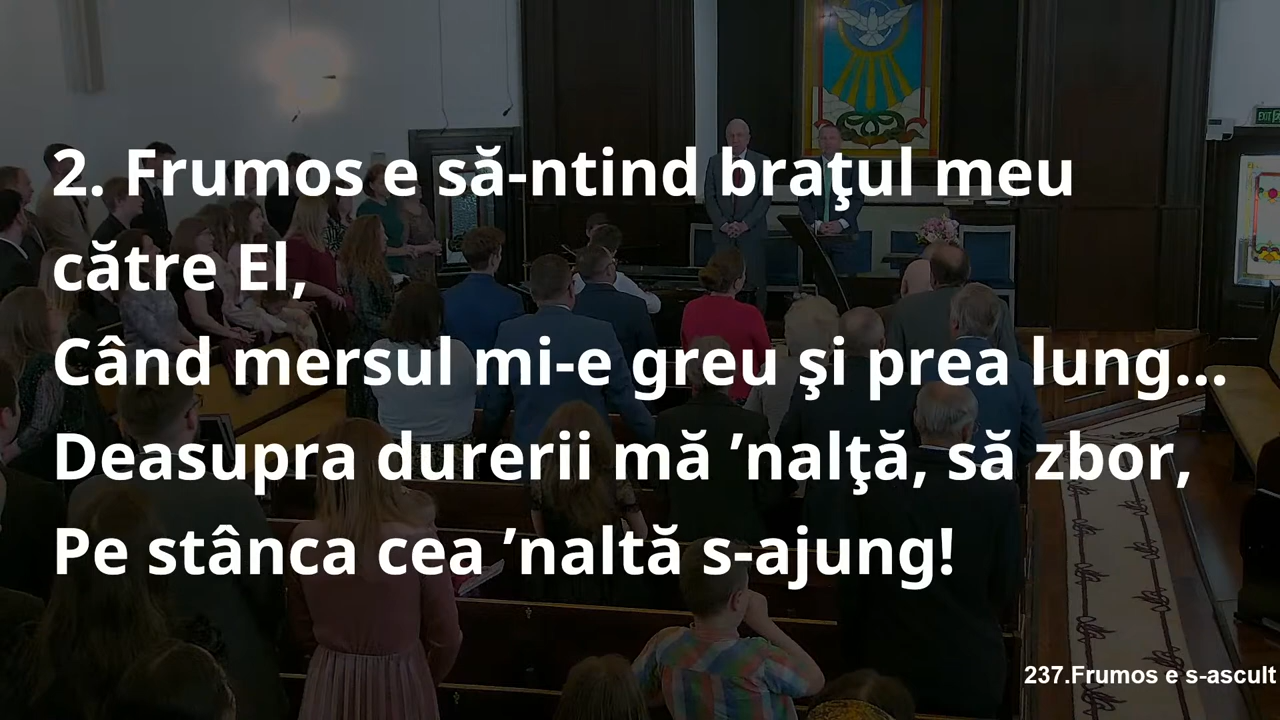 2. Frumos e să-ntind braţul meu
către El,
Când mersul mi-e greu şi prea lung...
Deasupra durerii mă ’nalţă, să zbor,
Pe stânca cea ’naltă s-ajung!
EXIT
237.Frumos e s-ascult